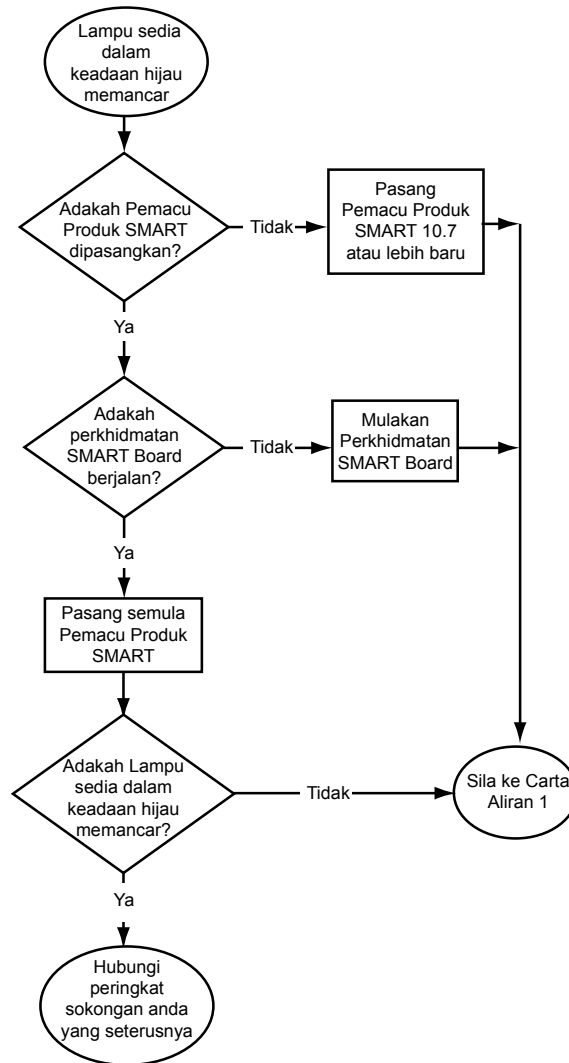 Lampu sedia
dalam
keadaan hijau
memancar
Adakah Pemacu
Produk SMART
dipasangkan?
Tidak
Pasang
Pemacu Produk
SMART 10.7
atau lebih baru
Ya
Adakah
perkhidmatan
SMART Board
berjalan?
Tidak
Mulakan
Perkhidmatan
SMART Board
Ya
Pasang semula
Pemacu Produk
SMART
Adakah Lampu
sedia dalam
keadaan hijau
memancar?
Tidak
Sila ke Carta
Aliran 1
Ya
Hubungi
peringkat
sokongan anda
yang seterusnya